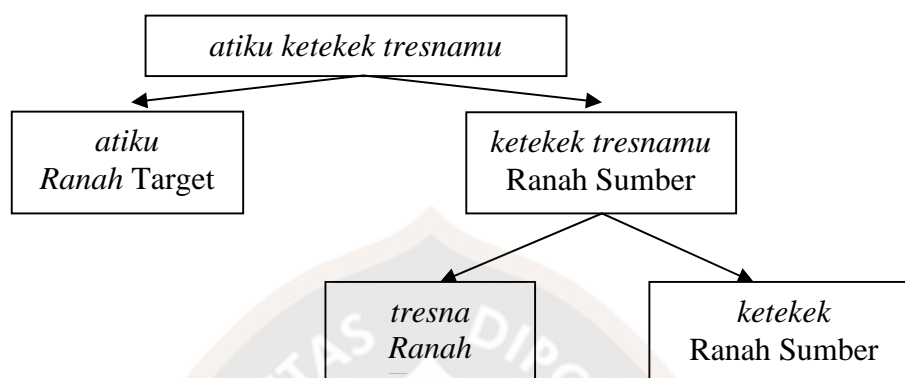 atiku ketekek tresnamu
atiku
Ranah Target
ketekek tresnamu
Ranah Sumber
tresna
Ranah
ketekek
Ranah Sumber